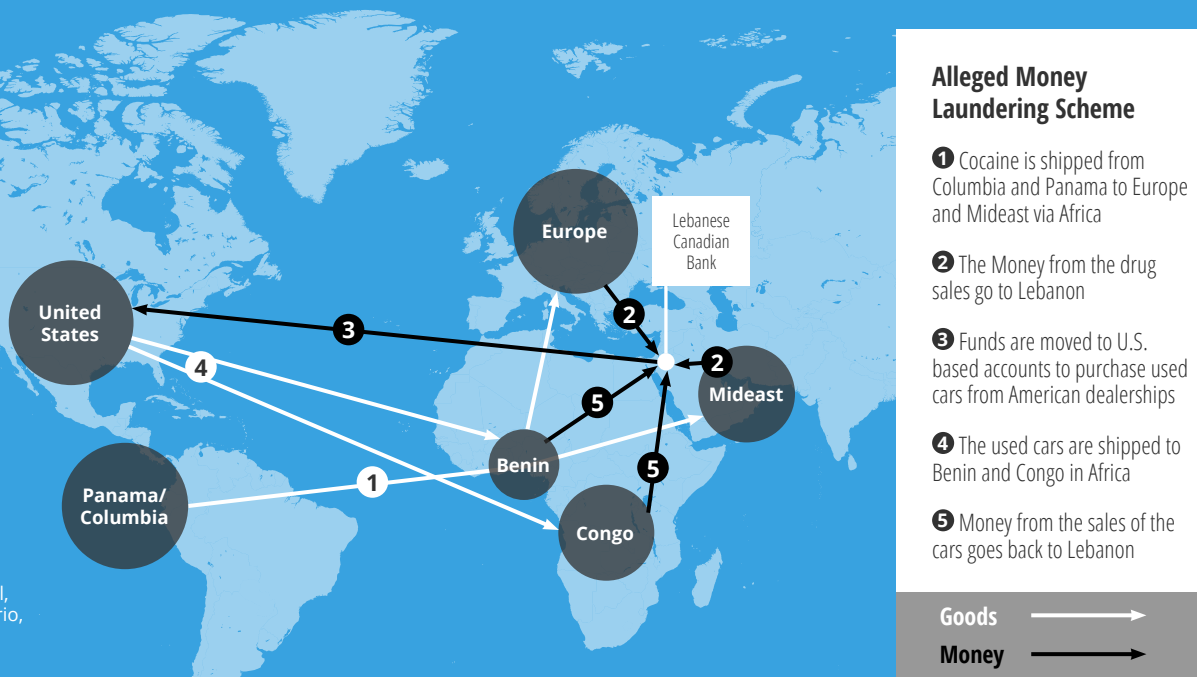 Alleged Money
Laundering Scheme
1 Cocaine is shipped from
Columbia and Panama to Europe
and Mideast via Africa
2 The Money from the drug
sales go to Lebanon
3 Funds are moved to U.S.
based accounts to purchase used
cars from American dealerships
4 The used cars are shipped to
Benin and Congo in Africa
5 Money from the sales of the
cars goes back to Lebanon
Goods
Money
Europe
Lebanese
Canadian
Bank
United
States
2
3
2
4
Mideast
5
Benin
5
1
Panama/
Columbia
Congo